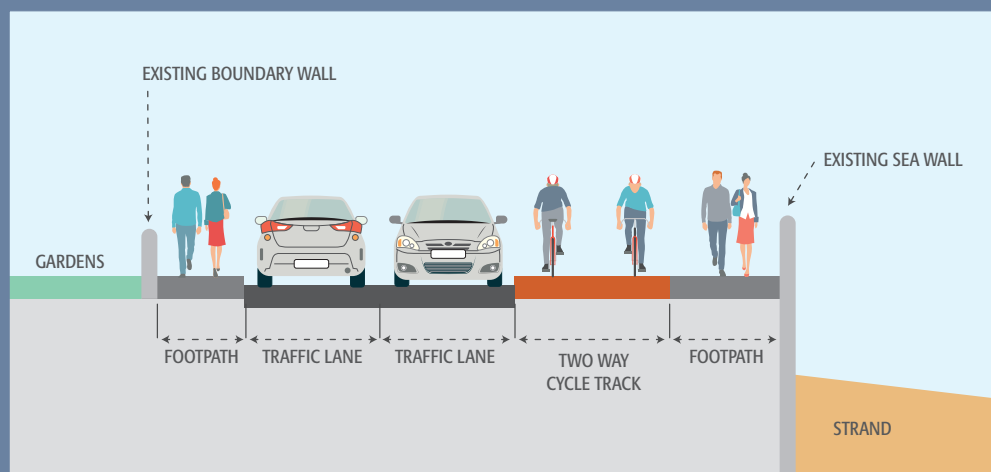 EXISTING BOUNDARY WALL
EXISTING SEA WALL
GARDENS
FOOTPATH
TRAFFIC LANE
TRAFFIC LANE
TWO WAY
CYCLE TRACK
FOOTPATH
STRAND